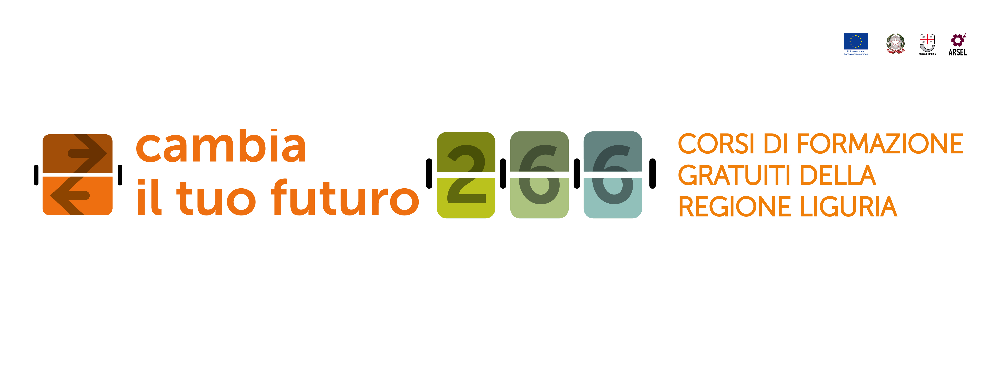 Unione europea
Fondo sociale europeo
REGIONE LIGURIA
ARSEL
cambia
il tuo futuro
266
CORSI DI FORMAZIONE
GRATUITI DELLA
REGIONE LIGURIA